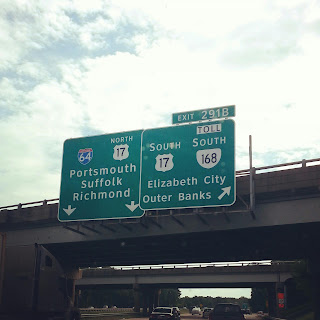 EXIT 291B
NORTH
64 17
Portsmouth
Suffolk
Richmond
TOLL
SOUTH SOUTH
17 168
Elizabeth City
Outer Banks